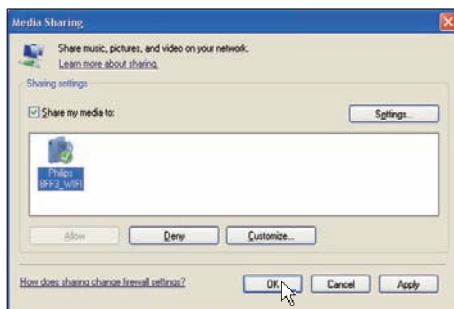 Media Sharing
Share music, pictures, and video on your network.
Learn more about sharing.
Sharing settings
Share my media to:
Settings...
Philips
8FF3_WIFI
Allow
Deny
Customize...
How does sharing change firewall settings?
OK
Cancel
Apply